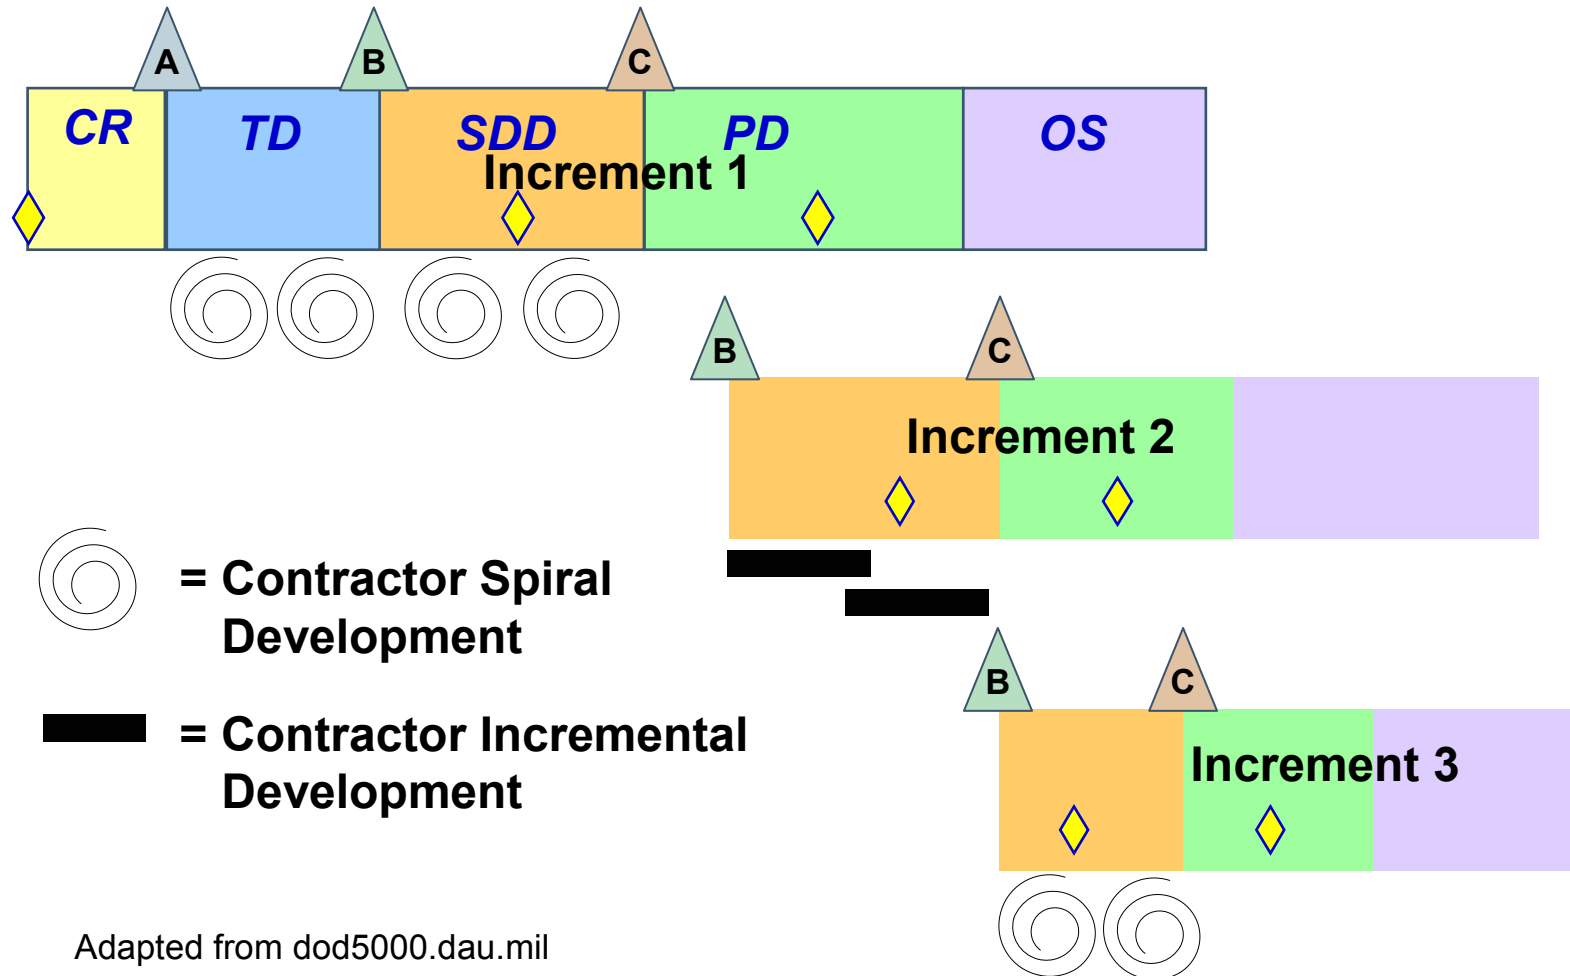 A
B
C
CR
TD
SDD
PD
OS
Increment 1
B
C
Increment 2
= Contractor Spiral
Development
B
C
= Contractor Incremental
Development
Increment 3
Adapted from dod5000.dau.mil